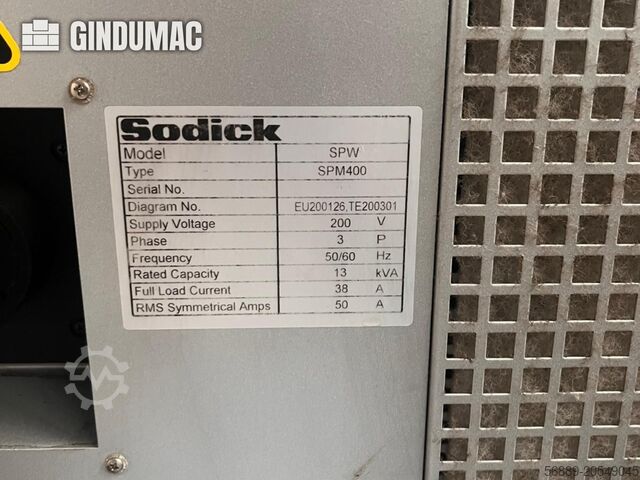 GINDUMAC
Sodick
Model SPW
Type SPM400
Serial No.
Diagram No. EU200126,TE200301
Supply Voltage 200 V
Phase 3 P
Frequency 50/60 Hz
Rated Capacity 13 kVA
Full Load Current 38 A
RMS Symmetrical Amps 50 A
56889-20549045